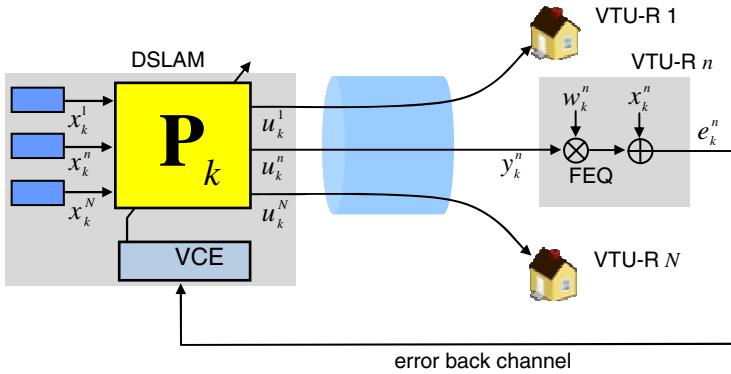 VTU-R 1
DSLAM
VTU-R n
x_k^1
x_k^n
x_k^N
P_k
u_k^1
u_k^n
u_k^N
y_k^n
w_k^n
x_k^n
e_k^n
FEQ
VCE
VTU-R N
error back channel